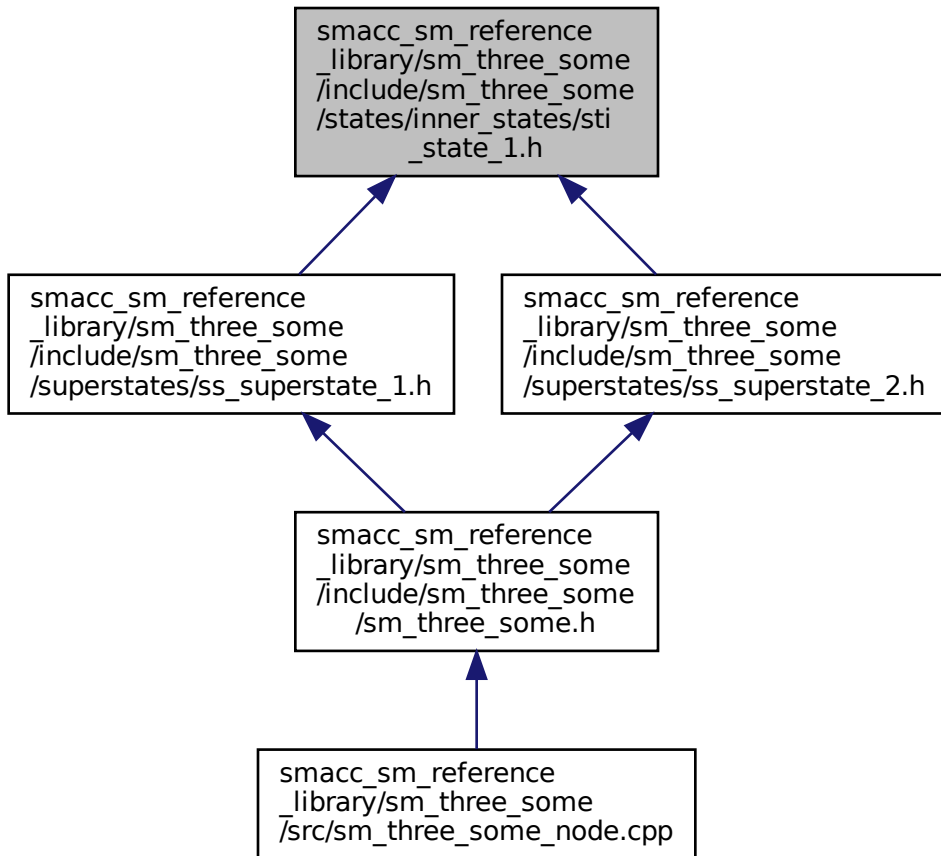 smacc_sm_reference
_library/sm_three_some
/include/sm_three_some
/states/inner_states/sti
_state_1.h
smacc_sm_reference
_library/sm_three_some
/include/sm_three_some
/superstates/ss_superstate_1.h
smacc_sm_reference
_library/sm_three_some
/include/sm_three_some
/superstates/ss_superstate_2.h
smacc_sm_reference
_library/sm_three_some
/include/sm_three_some
/sm_three_some.h
smacc_sm_reference
_library/sm_three_some
/src/sm_three_some_node.cpp